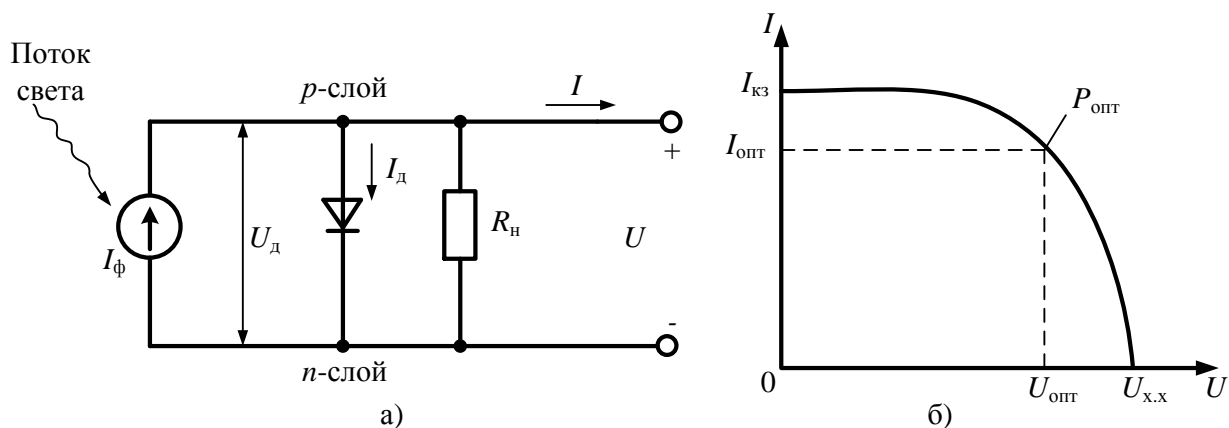 Поток
света
p-слой
I
+
Iд
Uд
Rн
U
Iф
-
n-слой
а)
I
Iкз
Pопт
Iопт
0
Uопт
Uх.х
U
б)